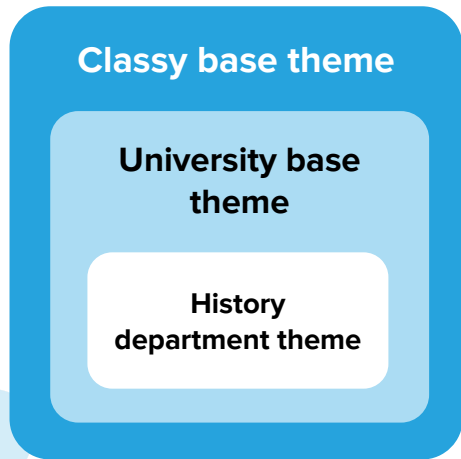 Classy base theme
University base
theme
History
department theme